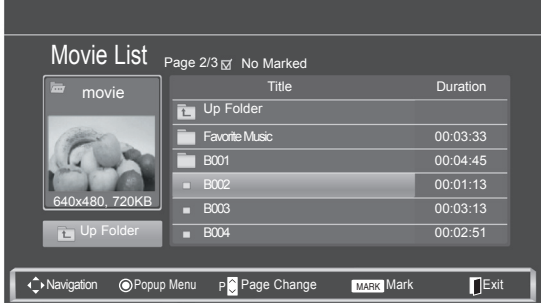 Movie List Page 2/3 No Marked
movie
Title Duration
Up Folder
Favorite Music 00:03:33
B001 00:04:45
B002 00:01:13
B003 00:03:13
B004 00:02:51
640x480, 720KB
Up Folder
Navigation Popup Menu P Page Change MARK Mark Exit